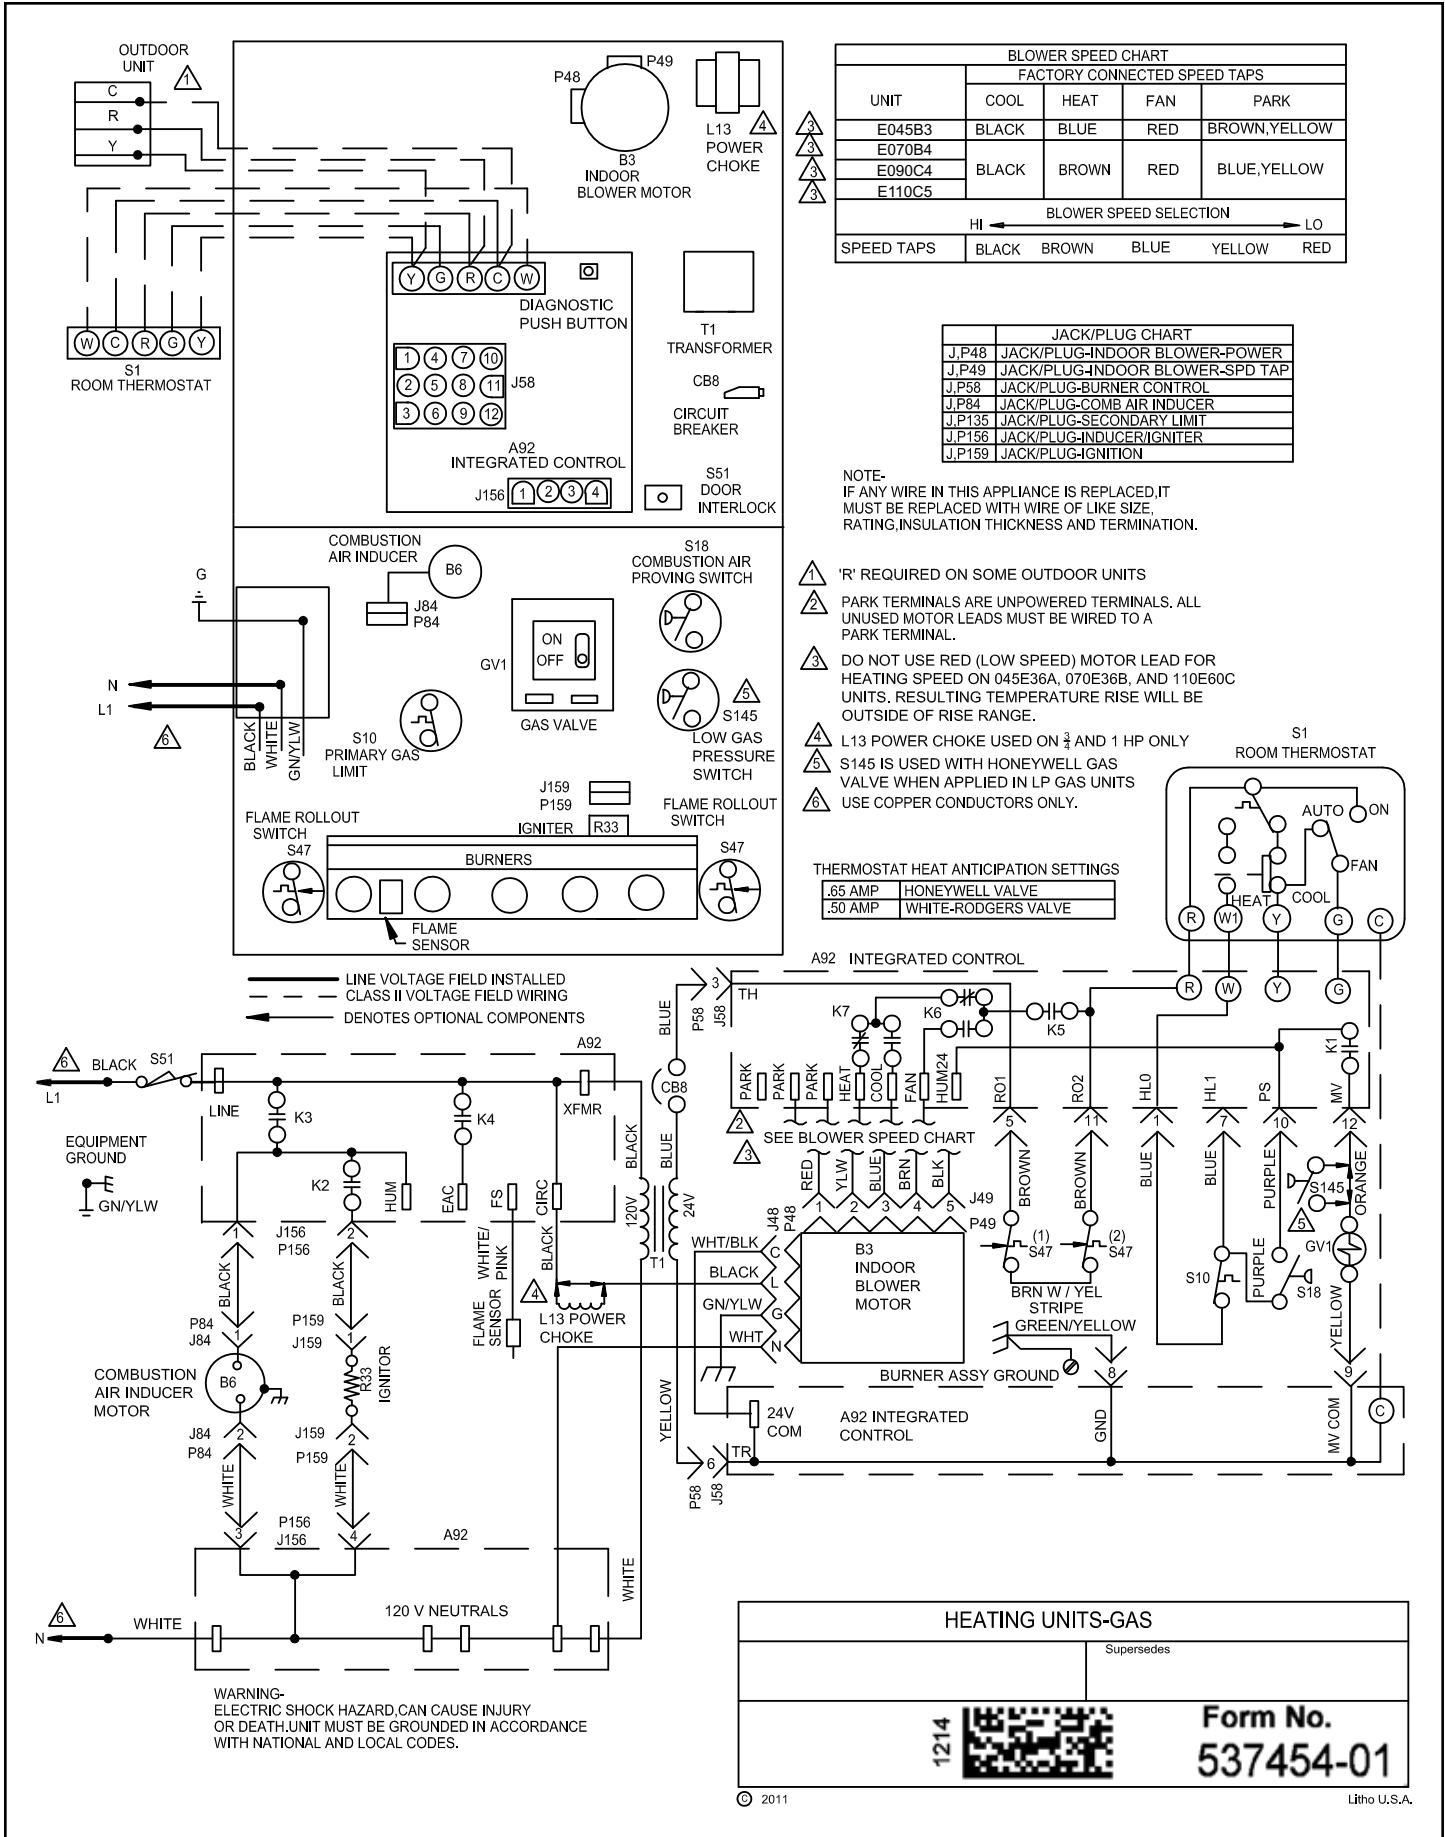 OUTDOOR
UNIT
1
C
R
Y
P48
P49
B3
INDOOR
BLOWER MOTOR
L13
POWER
CHOKE
4
W C R G Y
S1
ROOM THERMOSTAT
Y G R C W
DIAGNOSTIC
PUSH BUTTON
1 4 7 10
2 5 8 11
3 6 9 12
J58
A92
INTEGRATED CONTROL
J156 1 2 3 4
T1
TRANSFORMER
CB8
CIRCUIT
BREAKER
S51
DOOR
INTERLOCK
BLOWER SPEED CHART
FACTORY CONNECTED SPEED TAPS
UNIT COOL HEAT FAN PARK
3 E045B3 BLACK BLUE RED BROWN,YELLOW
3 E070B4
3 E090C4 BLACK BROWN RED BLUE,YELLOW
3 E110C5
BLOWER SPEED SELECTION
HI LO
SPEED TAPS BLACK BROWN BLUE YELLOW RED
JACK/PLUG CHART
J,P48 JACK/PLUG-INDOOR BLOWER-POWER
J,P49 JACK/PLUG-INDOOR BLOWER-SPD TAP
J,P58 JACK/PLUG-BURNER CONTROL
J,P84 JACK/PLUG-COMB AIR INDUCER
J,P135 JACK/PLUG-SECONDARY LIMIT
J,P156 JACK/PLUG-INDUCER/IGNITER
J,P159 JACK/PLUG-IGNITION
NOTE-
IF ANY WIRE IN THIS APPLIANCE IS REPLACED,IT
MUST BE REPLACED WITH WIRE OF LIKE SIZE,
RATING,INSULATION THICKNESS AND TERMINATION.
1 'R' REQUIRED ON SOME OUTDOOR UNITS
2 PARK TERMINALS ARE UNPOWERED TERMINALS. ALL
UNUSED MOTOR LEADS MUST BE WIRED TO A
PARK TERMINAL.
3 DO NOT USE RED (LOW SPEED) MOTOR LEAD FOR
HEATING SPEED ON 045E36A, 070E36B, AND 110E60C
UNITS. RESULTING TEMPERATURE RISE WILL BE
OUTSIDE OF RISE RANGE.
4 L13 POWER CHOKE USED ON 3/4 AND 1 HP ONLY
5 S145 IS USED WITH HONEYWELL GAS
VALVE WHEN APPLIED IN LP GAS UNITS
6 USE COPPER CONDUCTORS ONLY.
COMBUSTION
AIR INDUCER
B6
J84
P84
S18
COMBUSTION AIR
PROVING SWITCH
G
N
L1
6
BLACK
WHITE
GN/YLW
GV1
ON
OFF
GAS VALVE
S10
PRIMARY GAS
LIMIT
5
S145
LOW GAS
PRESSURE
SWITCH
J159
P159
IGNITER R33
FLAME ROLLOUT
SWITCH
S47
FLAME ROLLOUT
SWITCH
S47
BURNERS
FLAME
SENSOR
THERMOSTAT HEAT ANTICIPATION SETTINGS
.65 AMP HONEYWELL VALVE
.50 AMP WHITE-RODGERS VALVE
S1
ROOM THERMOSTAT
AUTO ON
FAN
HEAT COOL
R W1 Y G C
LINE VOLTAGE FIELD INSTALLED
CLASS II VOLTAGE FIELD WIRING
DENOTES OPTIONAL COMPONENTS
A92 INTEGRATED CONTROL
R W Y G
BLUE
P58
3
J58
TH
K7
K6
K5
K1
PARK
PARK
PARK
HEAT
COOL
FAN
HUM24
RO1
RO2
HL0
HL1
PS
MV
5 11 1 7 10 12
2
3
SEE BLOWER SPEED CHART
RED
YLW
BLUE
BRN
BLK
1 2 3 4 5
J49
P49
BROWN
BROWN
BLUE
BLUE
PURPLE
ORANGE
S145
5
(1)
S47
(2)
S47
BRN W / YEL
STRIPE
GREEN/YELLOW
S10
PURPLE
S18
GV1
YELLOW
BURNER ASSY GROUND
8
9
GND
MV COM
C
6
BLACK
S51
L1
A92
LINE
K3
K4
XFMR
K2
HUM
EAC
FS
CIRC
EQUIPMENT
GROUND
GN/YLW
BLACK
120V
CB8
BLUE
24V
T1
1
J156
P156
2
BLACK
BLACK
FLAME
SENSOR
WHITE/
PINK
BLACK
4
L13 POWER
CHOKE
J48
P48
WHT/BLK C
BLACK L
GN/YLW G
WHT N
B3
INDOOR
BLOWER
MOTOR
P84
J84
1
P159
J159
1
COMBUSTION
AIR INDUCER
MOTOR
B6
R33
IGNITOR
J84
P84
2
J159
P159
2
WHITE
WHITE
YELLOW
24V
COM
A92 INTEGRATED
CONTROL
P58
6
J58
TR
3
P156
J156
4
A92
WHITE
6
N
WHITE
120 V NEUTRALS
WARNING-
ELECTRIC SHOCK HAZARD,CAN CAUSE INJURY
OR DEATH.UNIT MUST BE GROUNDED IN ACCORDANCE
WITH NATIONAL AND LOCAL CODES.
HEATING UNITS-GAS
Supersedes
1214
Form No.
537454-01
© 2011
Litho U.S.A.